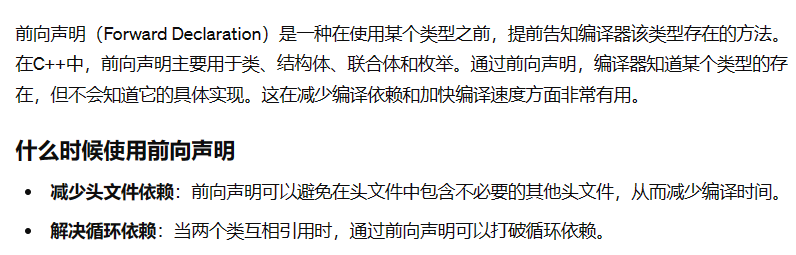 前向声明（Forward Declaration）是一种在使用某个类型之前，提前告知编译器该类型存在的方法。
在C++中，前向声明主要用于类、结构体、联合体和枚举。通过前向声明，编译器知道某个类型的存
在，但不会知道它的具体实现。这在减少编译依赖和加快编译速度方面非常有用。
什么时候使用前向声明
• 减少头文件依赖：前向声明可以避免在头文件中包含不必要的其他头文件，从而减少编译时间。
• 解决循环依赖：当两个类互相引用时，通过前向声明可以打破循环依赖。